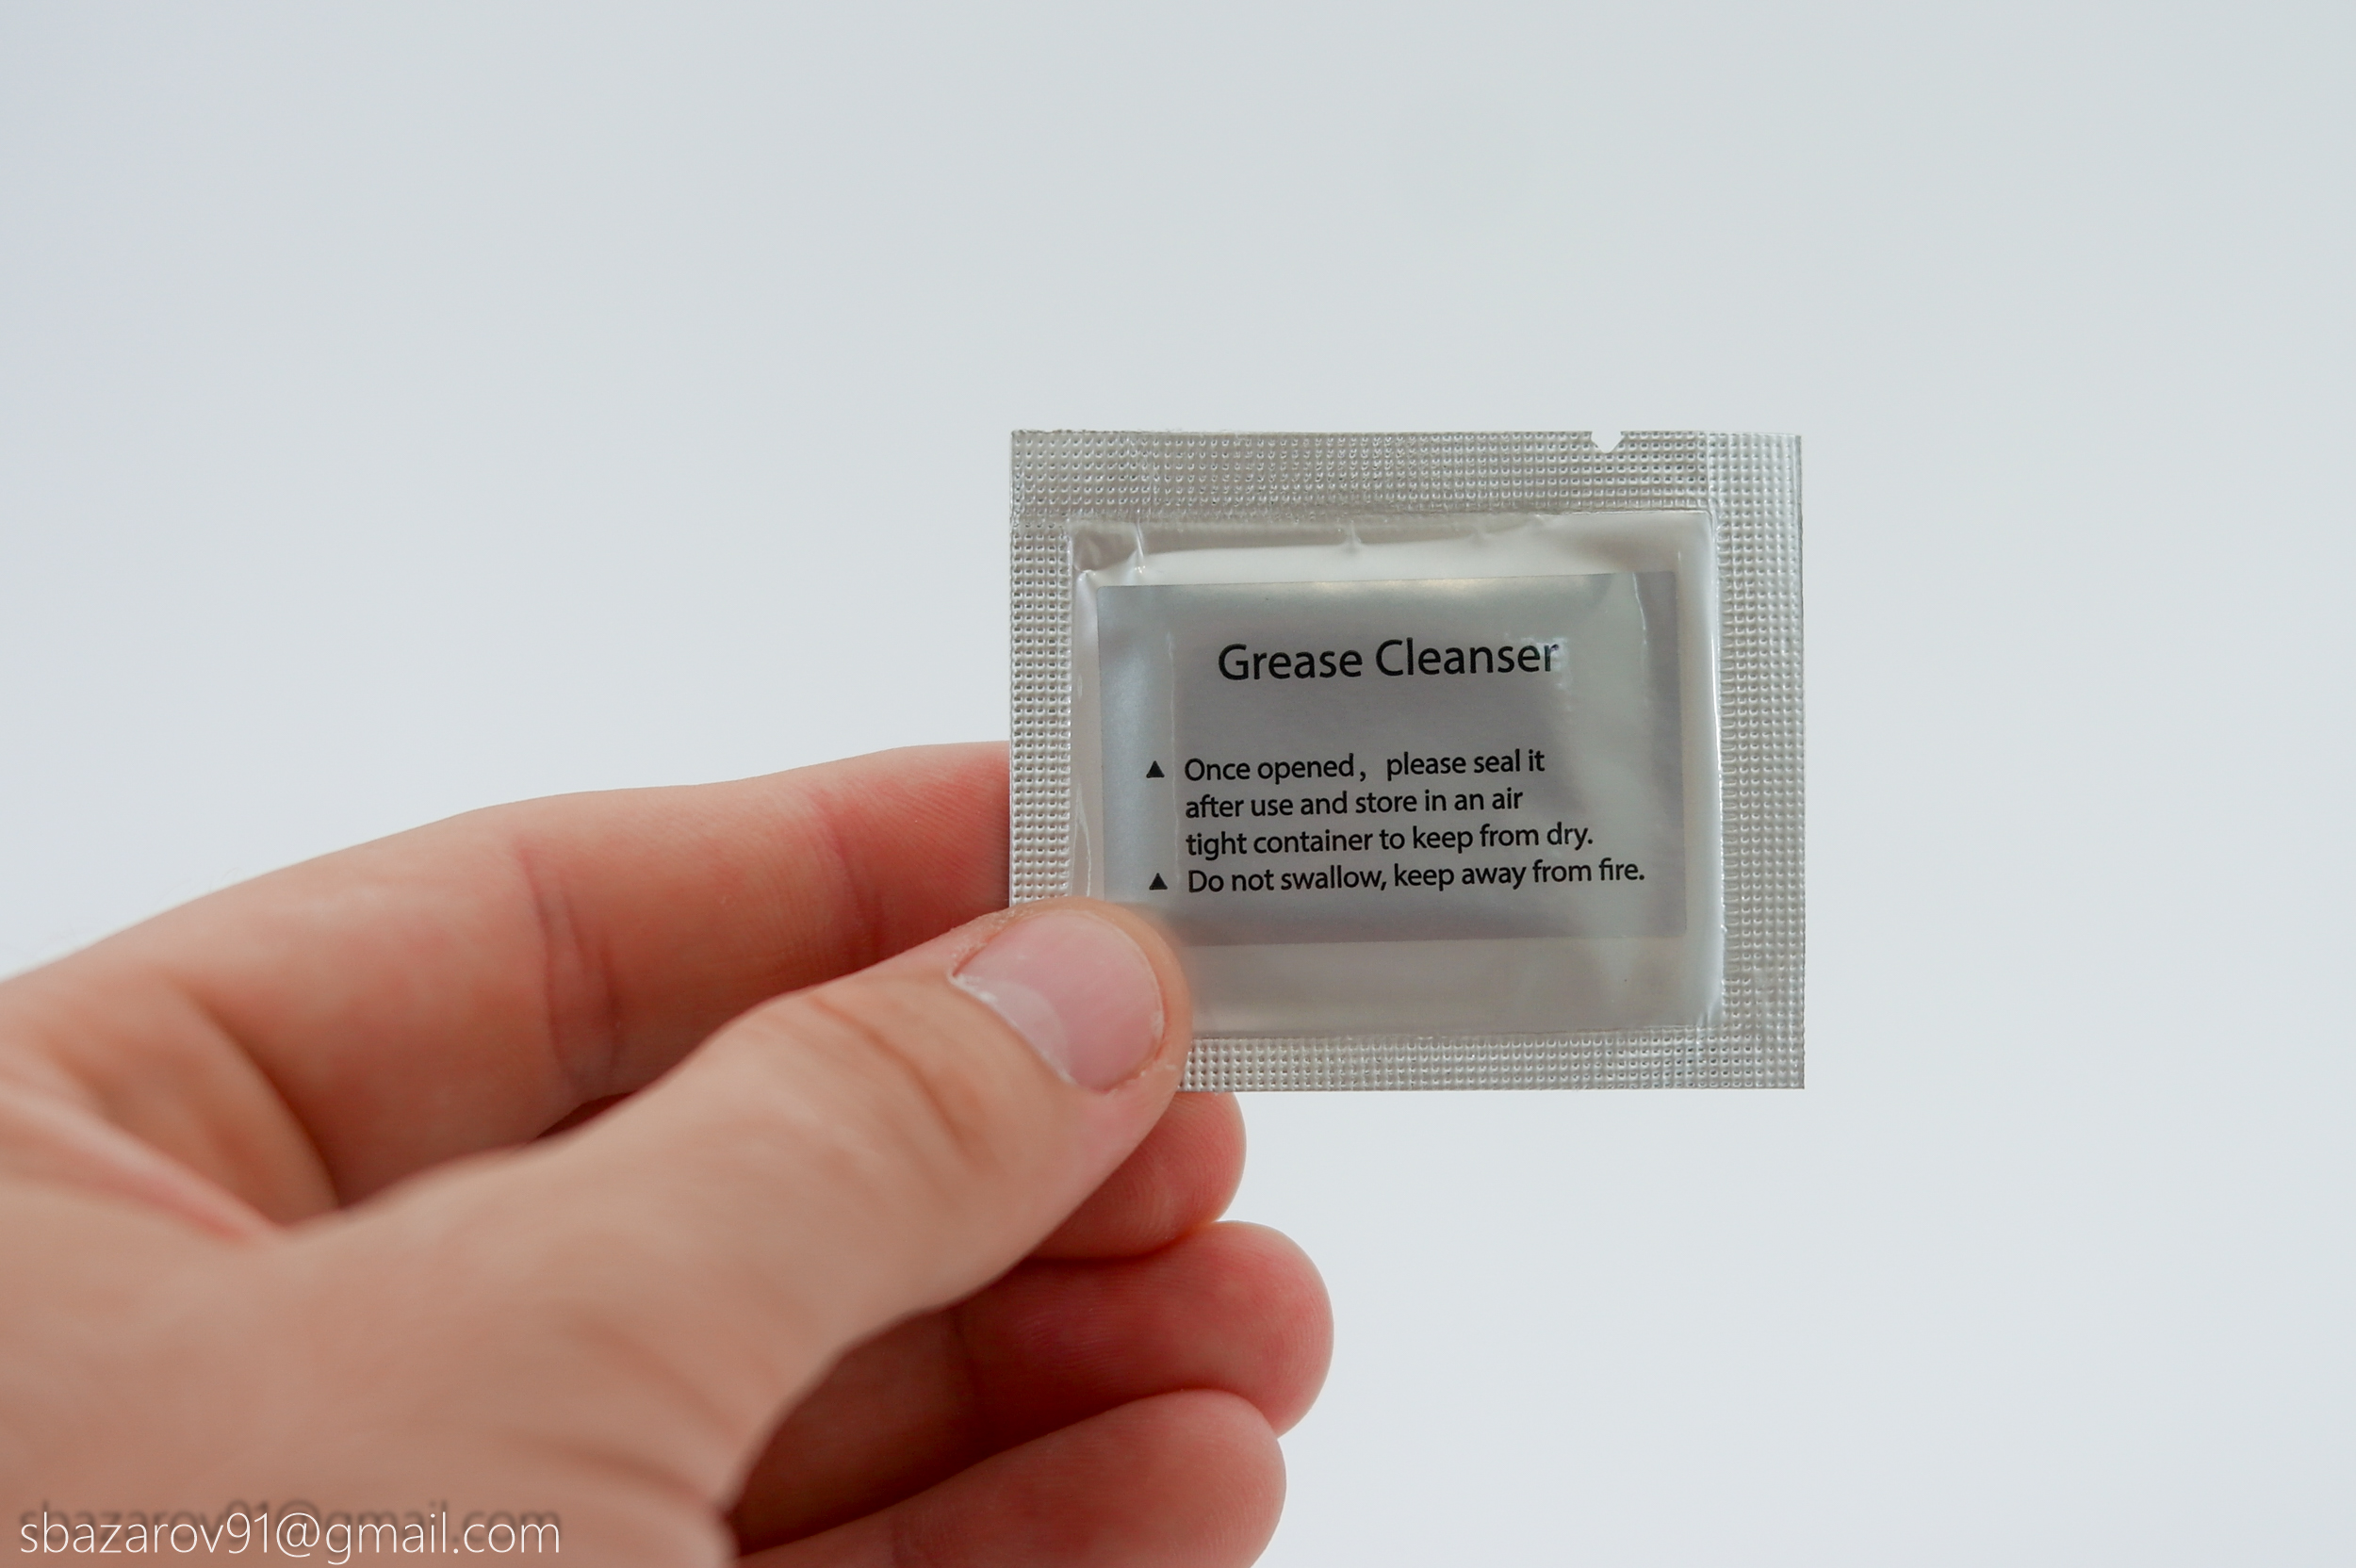 Grease Cleanser
▲ Once opened, please seal it
after use and store in an air
tight container to keep from dry.
▲ Do not swallow, keep away from fire.
sbazarov91@gmail.com